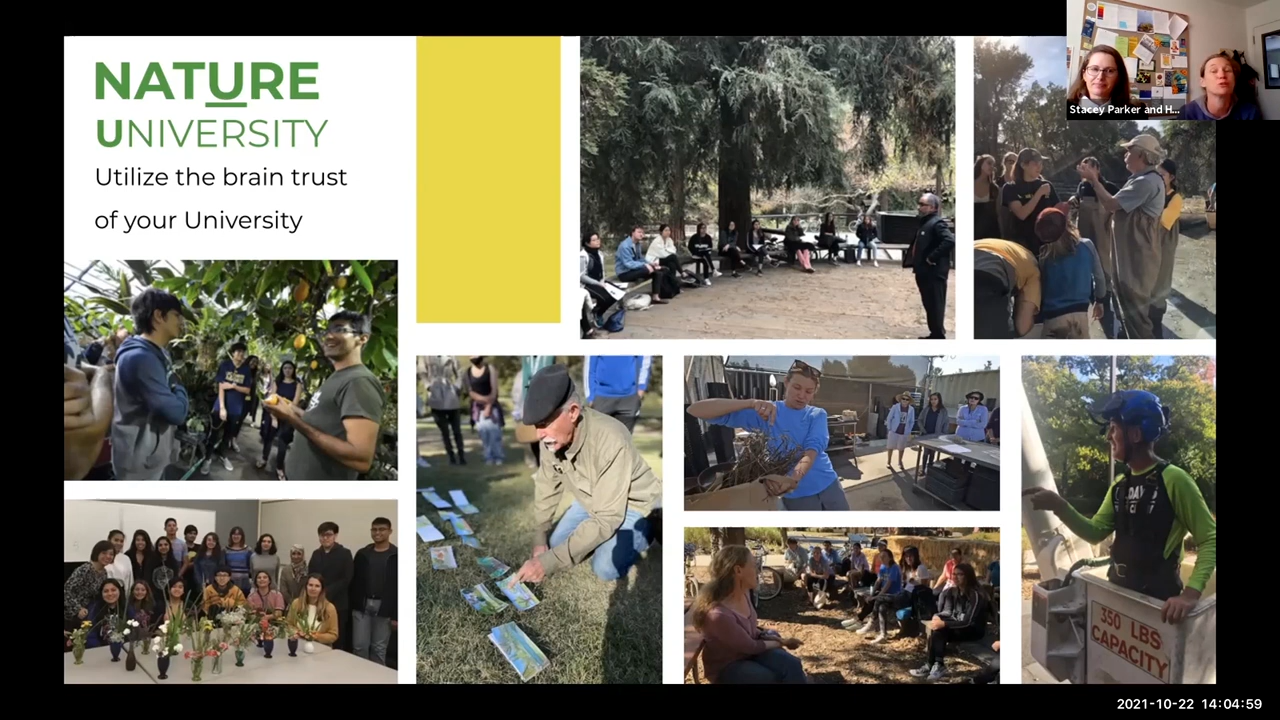 NATURE
UNIVERSITY
Utilize the brain trust
of your University
Stacey Parker and H...
350 LBS
CAPACITY
2021-10-22 14:04:59